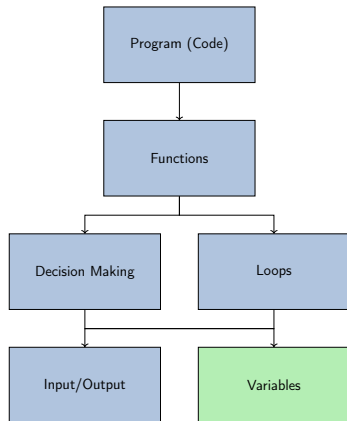 Program (Code)
Functions
Decision Making
Loops
Input/Output
Variables